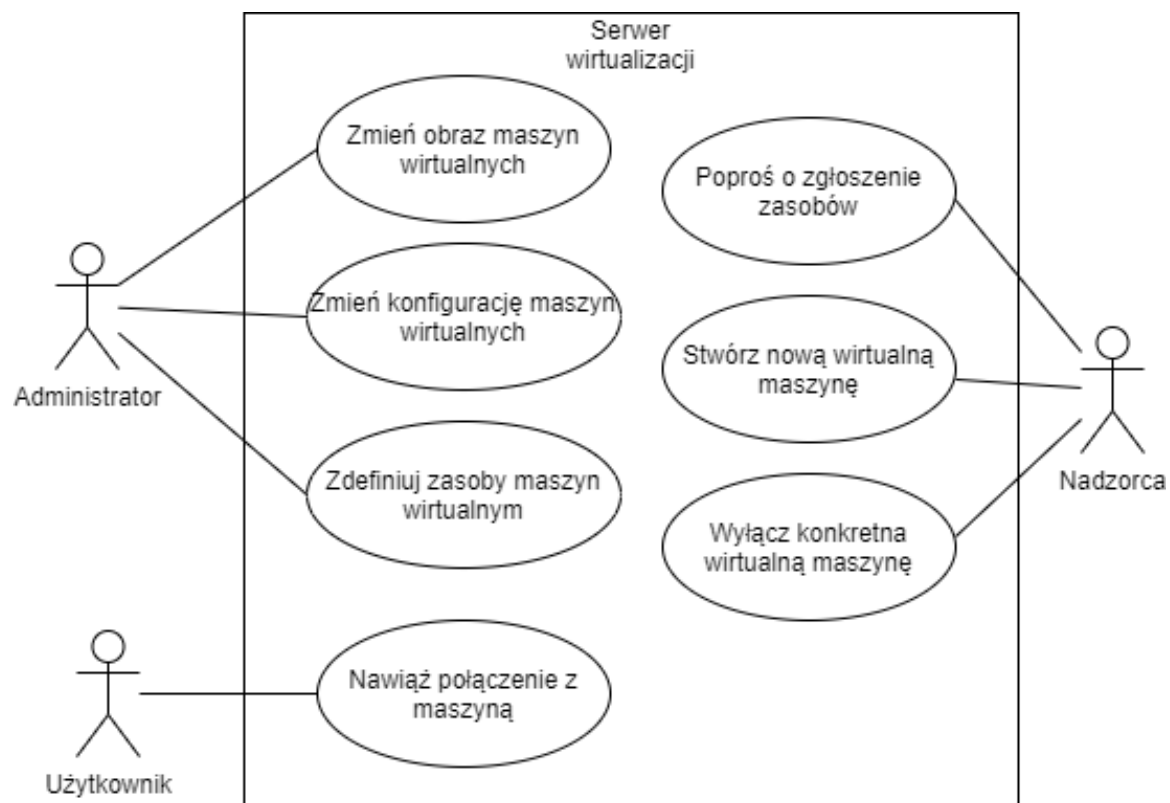 Serwer
wirtualizacji
Zmień obraz maszyn
wirtualnych
Poproś o zgłoszenie
zasobów
Zmień konfigurację maszyn
wirtualnych
Stwórz nową wirtualną
maszynę
Administrator
Nadzorca
Zdefiniuj zasoby maszyn
wirtualnym
Wyłącz konkretna
wirtualną maszynę
Nawiąź połączenie z
maszyną
Użytkownik